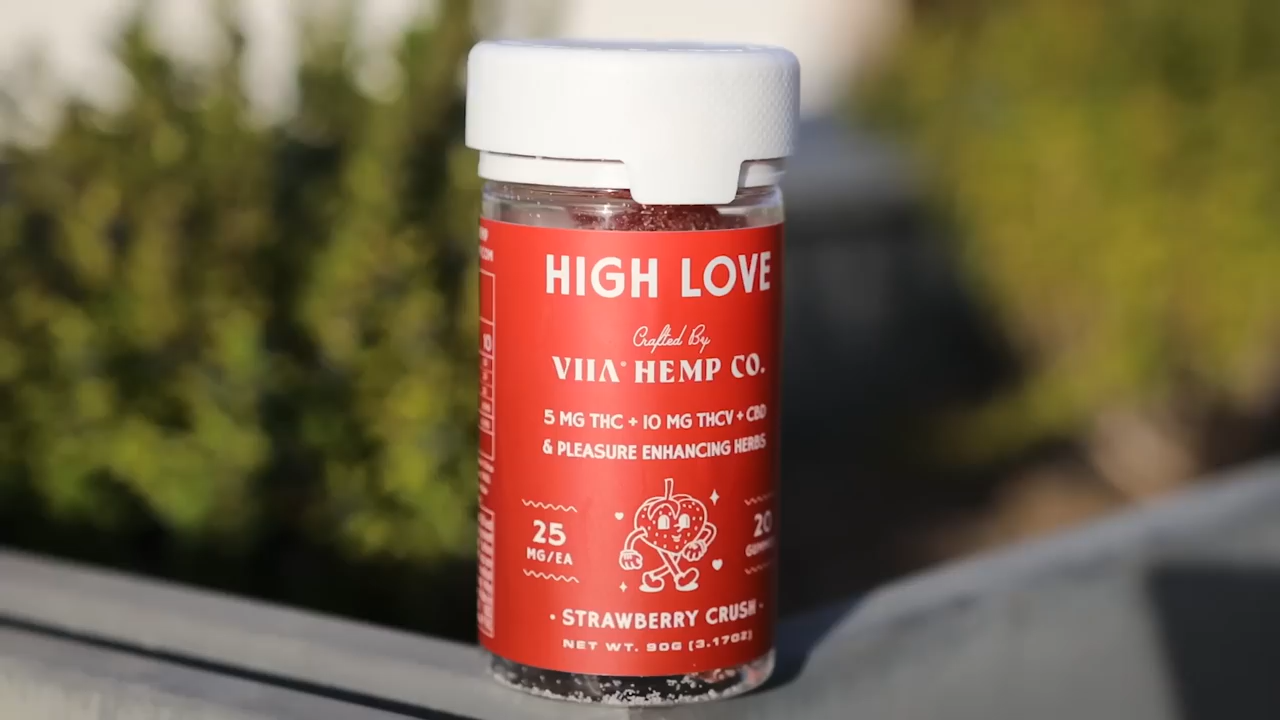 HIGH LOVE
Crafted By
VIIA HEMP CO.
5 MG THC + 10 MG THCV + CBD
& PLEASURE ENHANCING HERBS
25
MG/EA
20
· STRAWBERRY CRUSH ·
NET WT. 90G (3.17OZ)